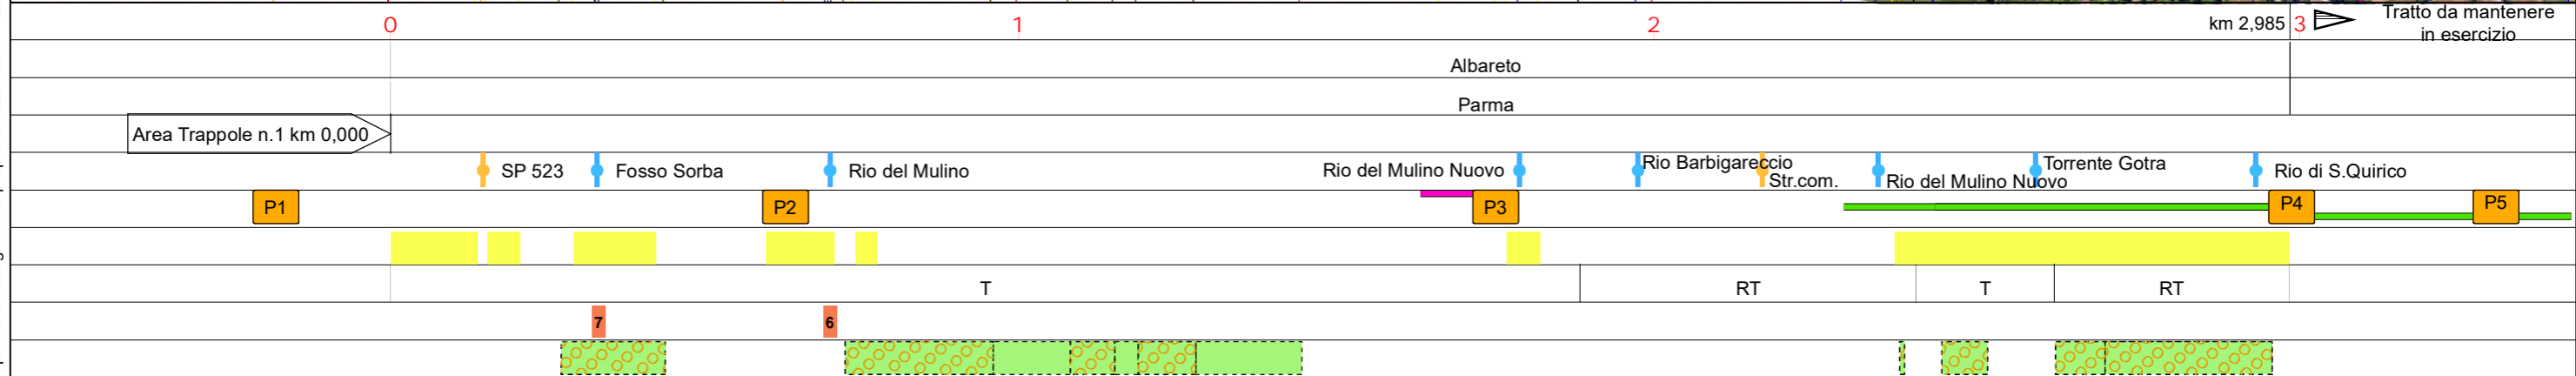 0
1
2
km 2,985
3
Tratto da mantenere
in esercizio
Albareto
Parma
Area Trappole n.1 km 0,000
SP 523
Fosso Sorba
Rio del Mulino
Rio del Mulino Nuovo
Rio Barbigareccio
Str.com.
Rio del Mulino Nuovo
Torrente Gotra
Rio di S.Quirico
P1
P2
P3
P4
P5
T
RT
T
RT
7
6